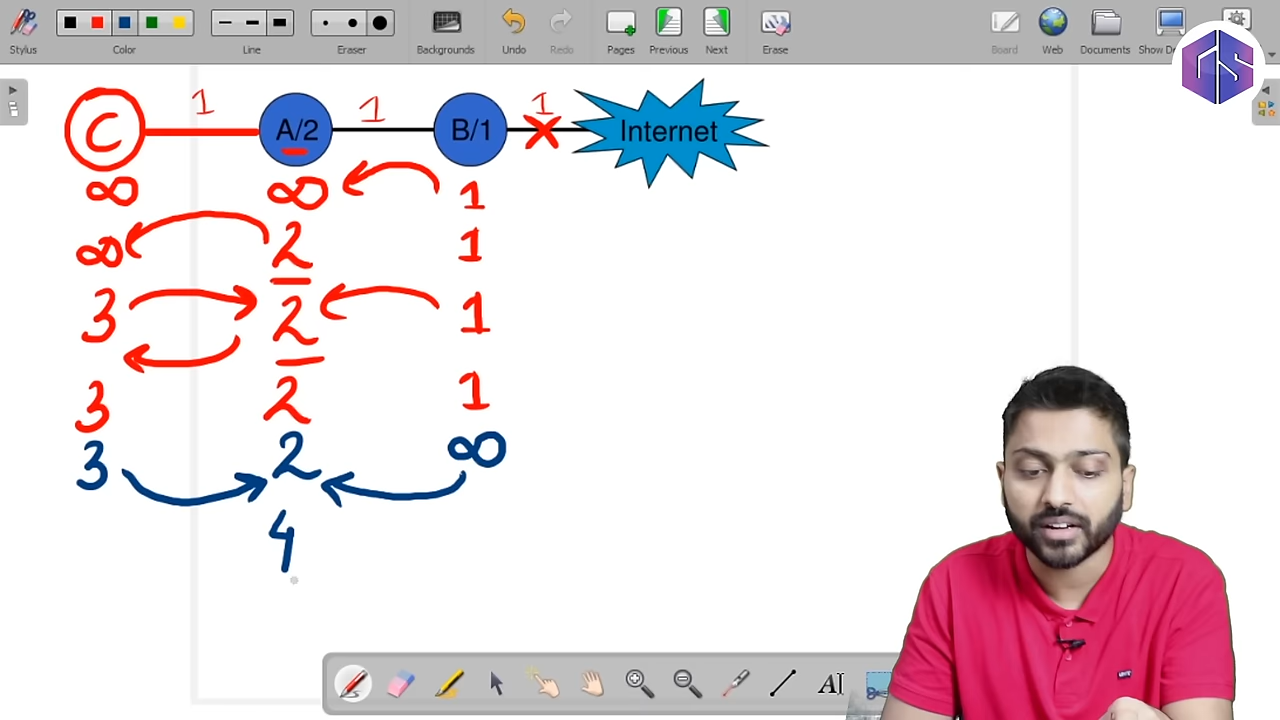 Stylus Color Line Eraser Backgrounds Undo Redo Pages Previous Next Erase Board Web Documents
1 1 1
C A/2 B/1 Internet
∞ ∞ 1
∞ 2 1
3 2 1
3 2 1
3 2 ∞
4